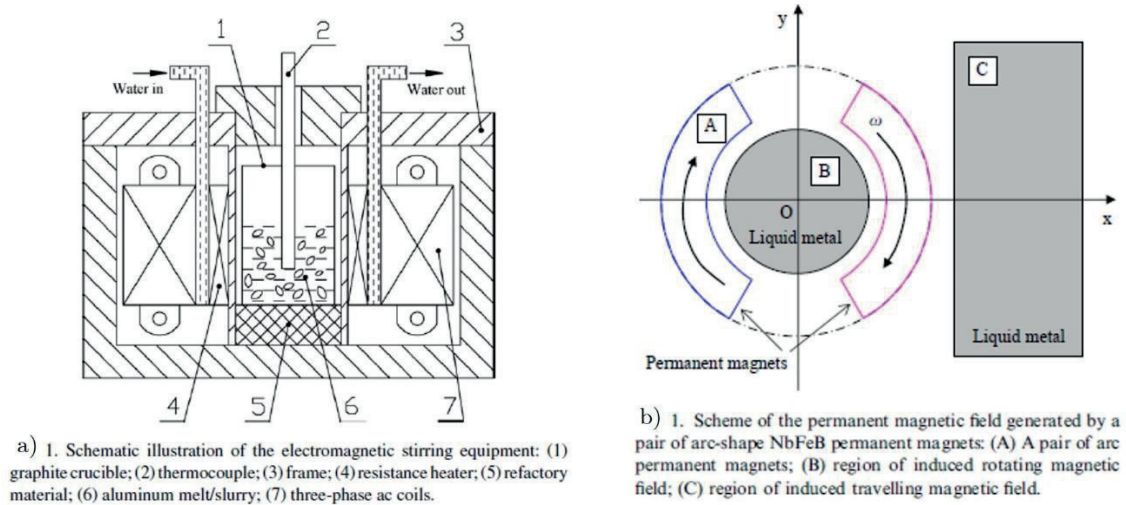 1
2
3
Water in
Water out
4
5
6
7
a) 1. Schematic illustration of the electromagnetic stirring equipment: (1)
graphite crucible; (2) thermocouple; (3) frame; (4) resistance heater; (5) refactory
material; (6) aluminum melt/slurry; (7) three-phase ac coils.
y
C
A
ω
B
O
x
Liquid metal
Liquid metal
Permanent magnets
b) 1. Scheme of the permanent magnetic field generated by a
pair of arc-shape NbFeB permanent magnets: (A) A pair of arc
permanent magnets; (B) region of induced rotating magnetic
field; (C) region of induced travelling magnetic field.